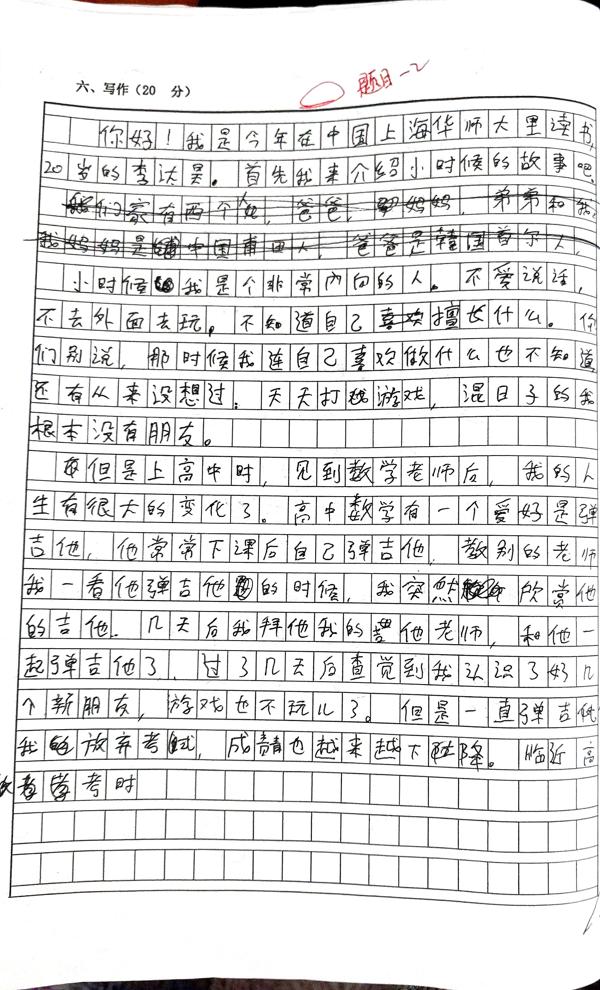 六、写作(20 分)
题目-2
你好!我是今年在中国上海华师大里读书,
20岁的李达昊。首先我来介绍小时候的故事吧。
我们家有两个人,爸爸,妈妈,弟弟和我。
我妈妈是中国莆田人,爸爸是韩国首尔人,
小时候我是个非常内向的人。不爱说话,
不去外面去玩。不知道自己喜欢擅长什么。你
们别说,那时候我连自己喜欢做什么也不知道
还有从来没想过。天天打游戏,混日子的我
根本没有朋友。
但是上高中时,见到数学老师后,我的人
生有很大的变化了。高中数学有一个爱好是弹
吉他,他常常下课后自己弹吉他,教别的老师
我一看他弹吉他的时候,我突然欣赏他
的吉他.几天后我拜他我的吉他老师,和他一
起弹吉他了.过了几天后查觉到我认识了好几
个新朋友,游戏也不玩儿了。但是一直弹吉他
我放弃考试,成绩也越来越下降。临近高
考时